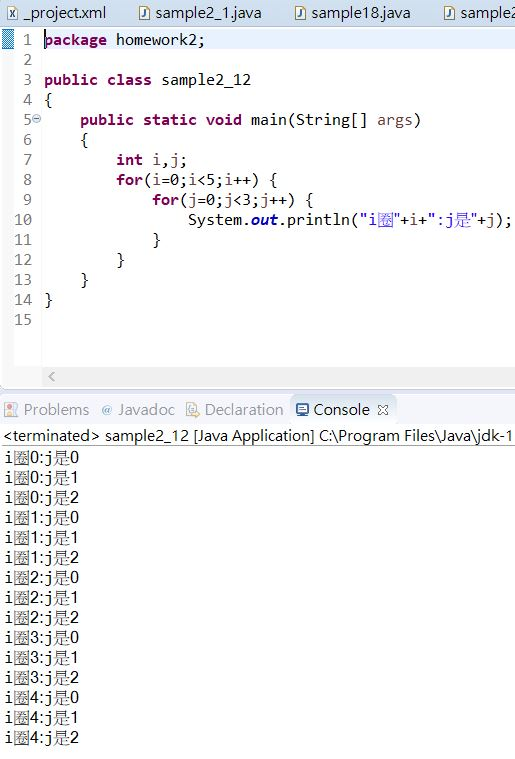 _project.xml sample2_1.java sample18.java sample2
1 package homework2;
2
3 public class sample2_12
4 {
5 public static void main(String[] args)
6 {
7 int i,j;
8 for(i=0;i<5;i++) {
9 for(j=0;j<3;j++) {
10 System.out.println("i圈"+i+":j是"+j);
11 }
12 }
13 }
14 }
15
Problems @ Javadoc Declaration Console
<terminated> sample2_12 [Java Application] C:\Program Files\Java\jdk-1
i圈0:j是0
i圈0:j是1
i圈0:j是2
i圈1:j是0
i圈1:j是1
i圈1:j是2
i圈2:j是0
i圈2:j是1
i圈2:j是2
i圈3:j是0
i圈3:j是1
i圈3:j是2
i圈4:j是0
i圈4:j是1
i圈4:j是2